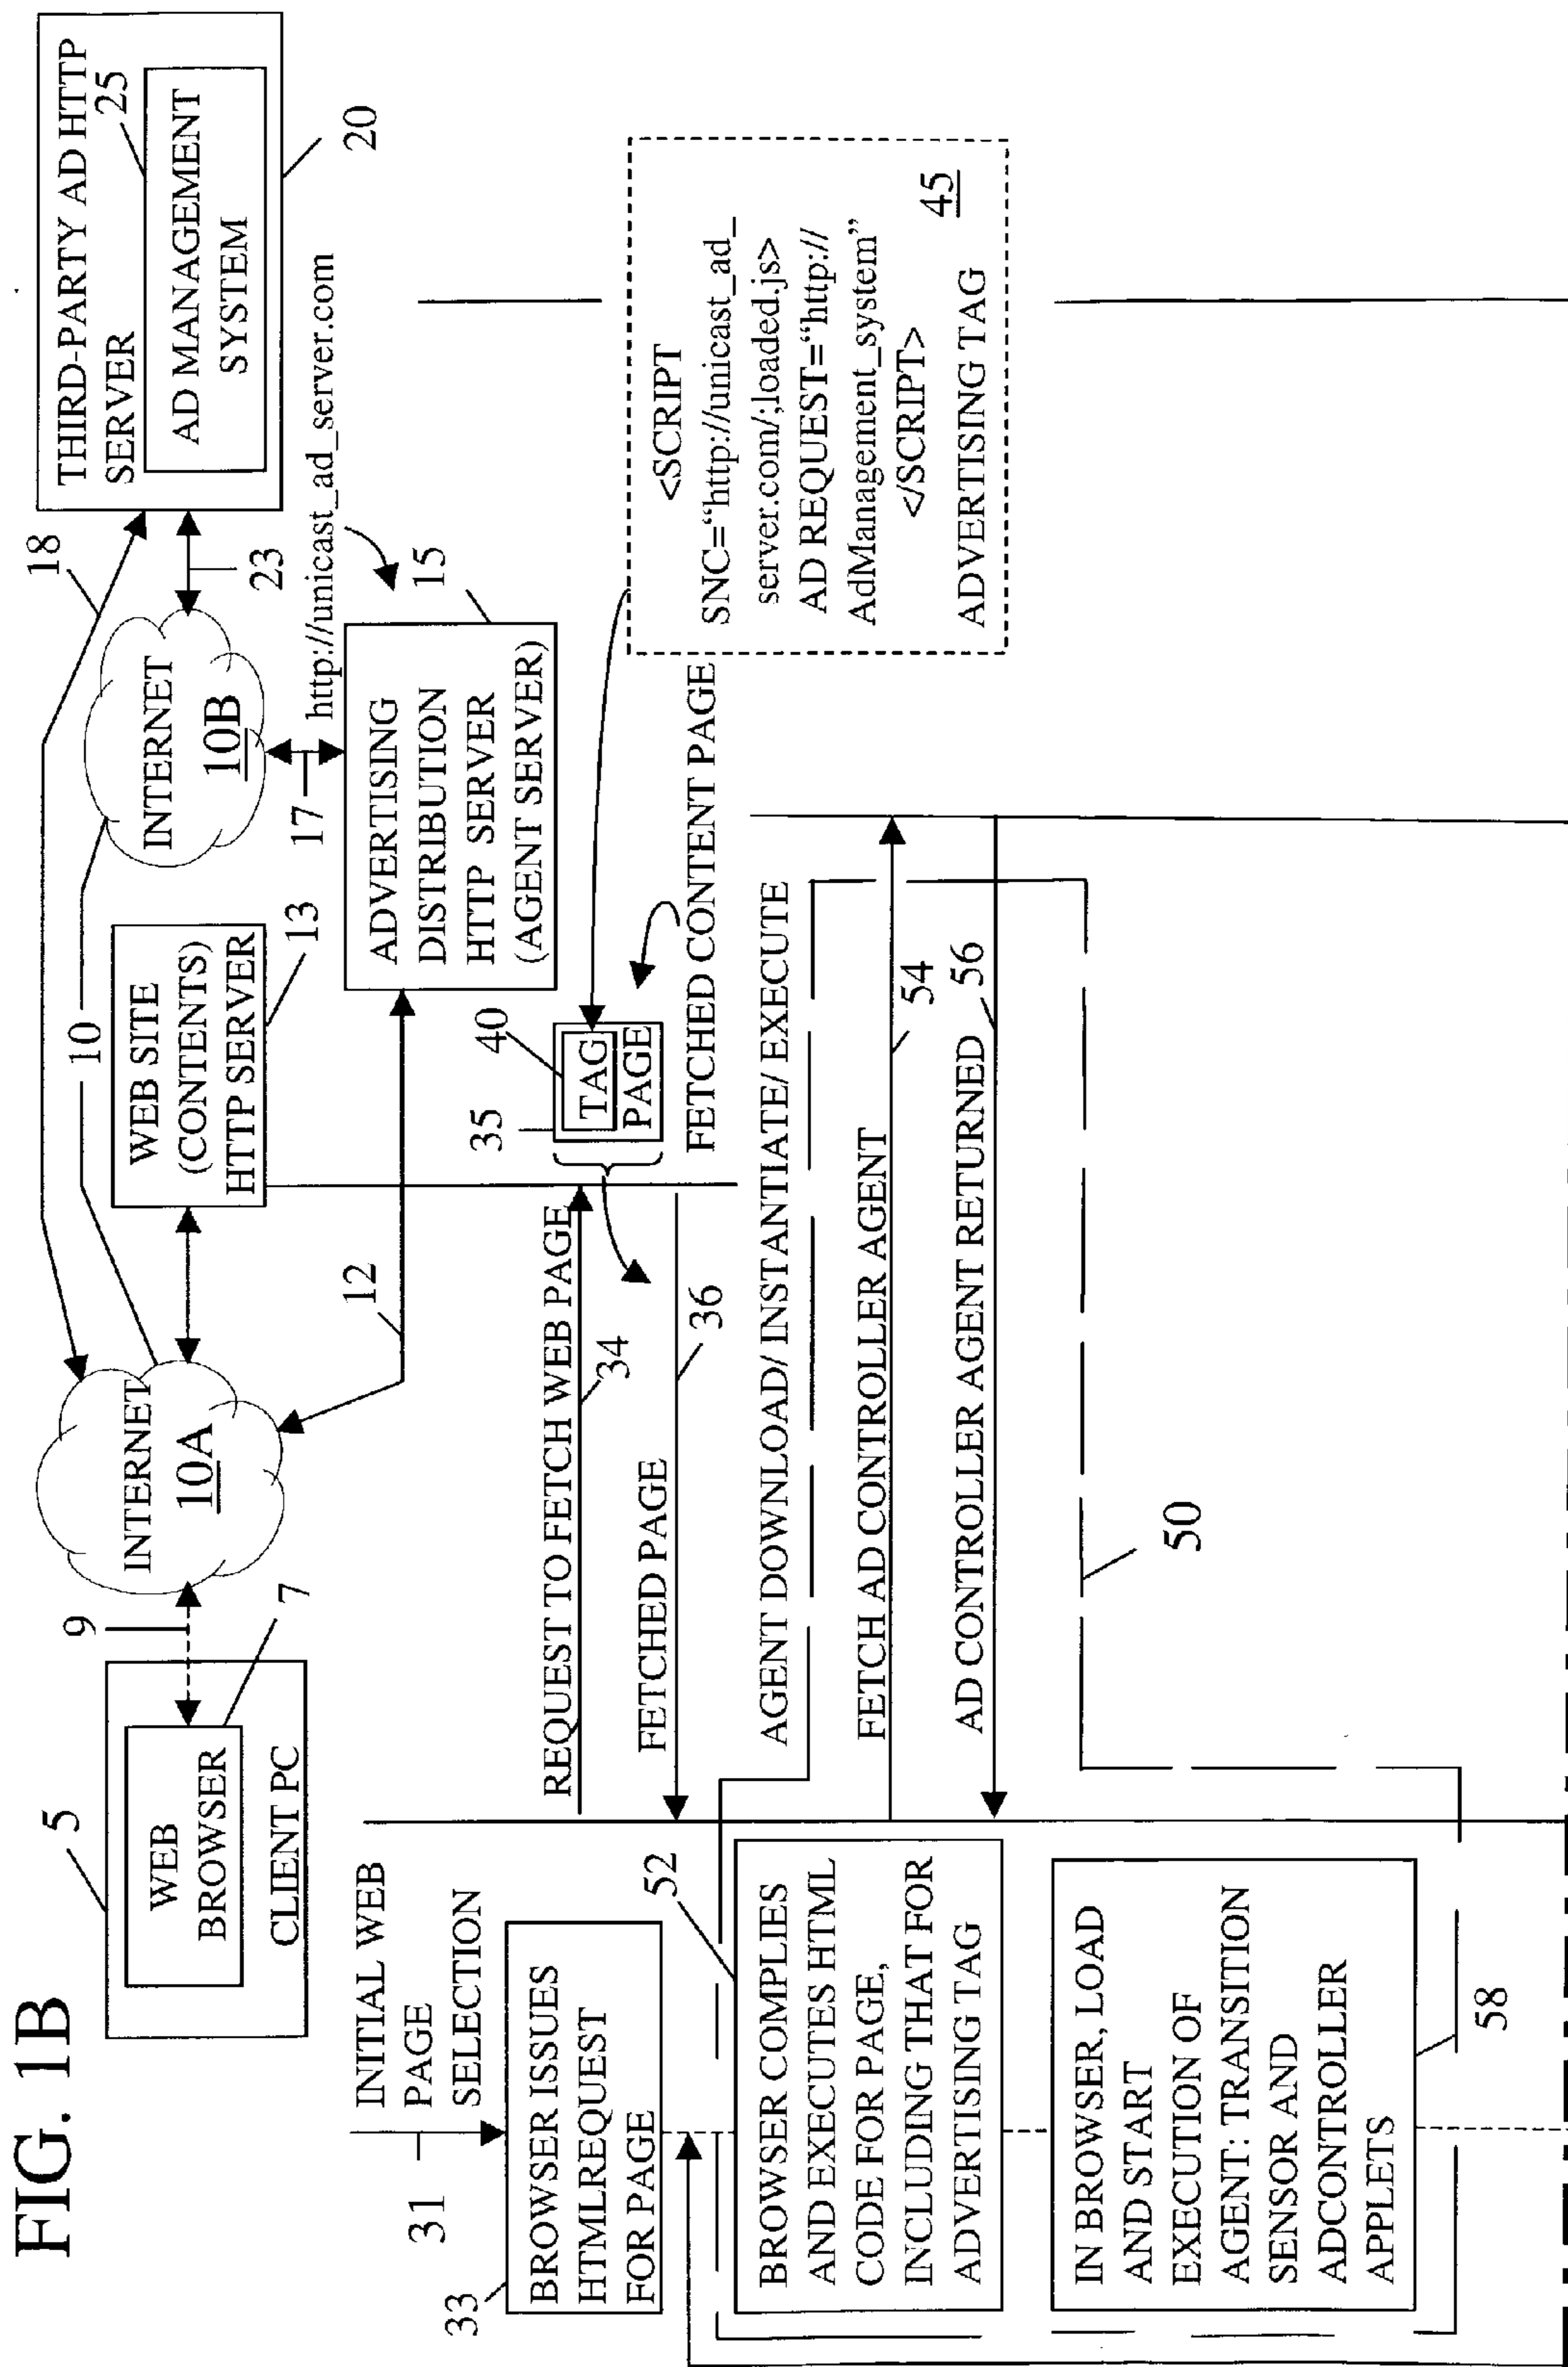 FIG. 1B
5
WEB
BROWSER
CLIENT PC
7
9
INTERNET
10A
10
18
WEB SITE
(CONTENTS)
HTTP SERVER
13
12
INTERNET
10B
23
17
http://unicast_ad_server.com
ADVERTISING
DISTRIBUTION
HTTP SERVER
(AGENT SERVER)
15
THIRD-PARTY AD HTTP
SERVER
25
AD MANAGEMENT
SYSTEM
20
INITIAL WEB
PAGE
SELECTION
31
33
BROWSER ISSUES
HTMLREQUEST
FOR PAGE
REQUEST TO FETCH WEB PAGE
34
35
40
TAG
PAGE
FETCHED CONTENT PAGE
FETCHED PAGE
36
<SCRIPT
SNC=“http://unicast_ad_
server.com/;loaded.js>
AD REQUEST=“http://
AdManagement_system”
</SCRIPT>
45
ADVERTISING TAG
AGENT DOWNLOAD/ INSTANTIATE/ EXECUTE
52
BROWSER COMPLIES
AND EXECUTES HTML
CODE FOR PAGE,
INCLUDING THAT FOR
ADVERTISING TAG
FETCH AD CONTROLLER AGENT
54
AD CONTROLLER AGENT RETURNED
56
50
IN BROWSER, LOAD
AND START
EXECUTION OF
AGENT: TRANSITION
SENSOR AND
ADCONTROLLER
APPLETS
58